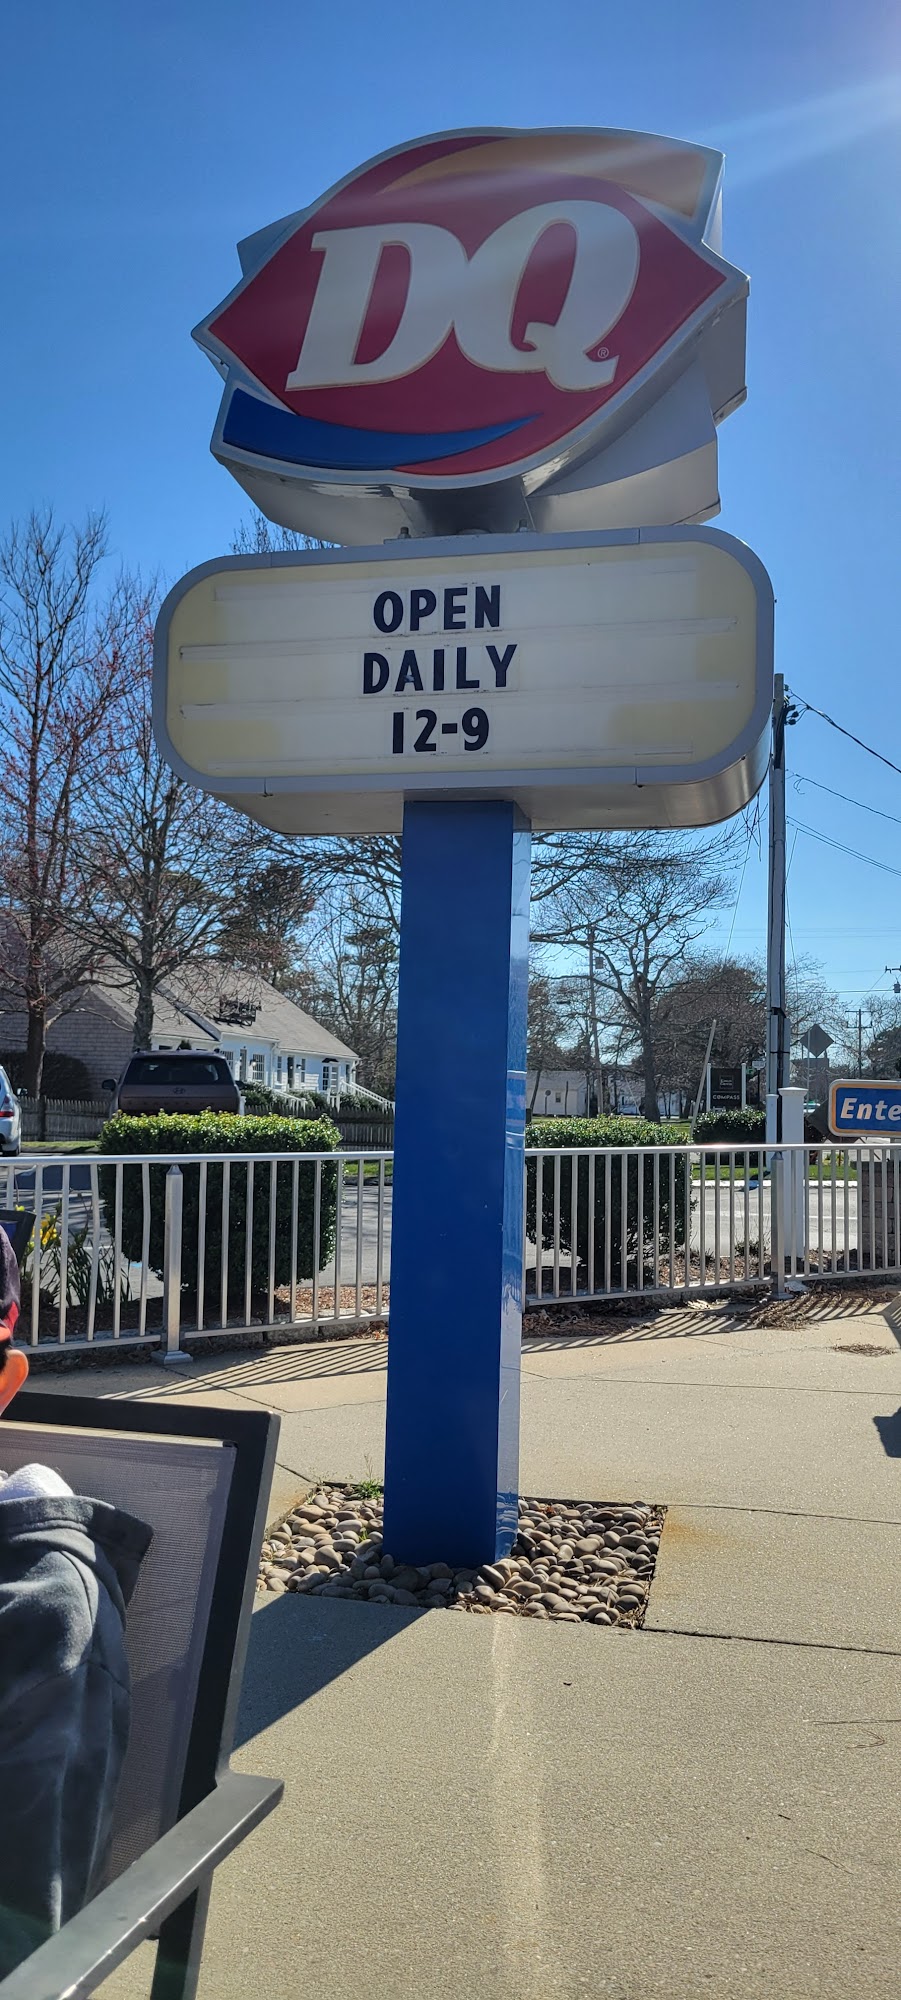 DQ
®
OPEN
DAILY
12-9
COMPASS
Ente